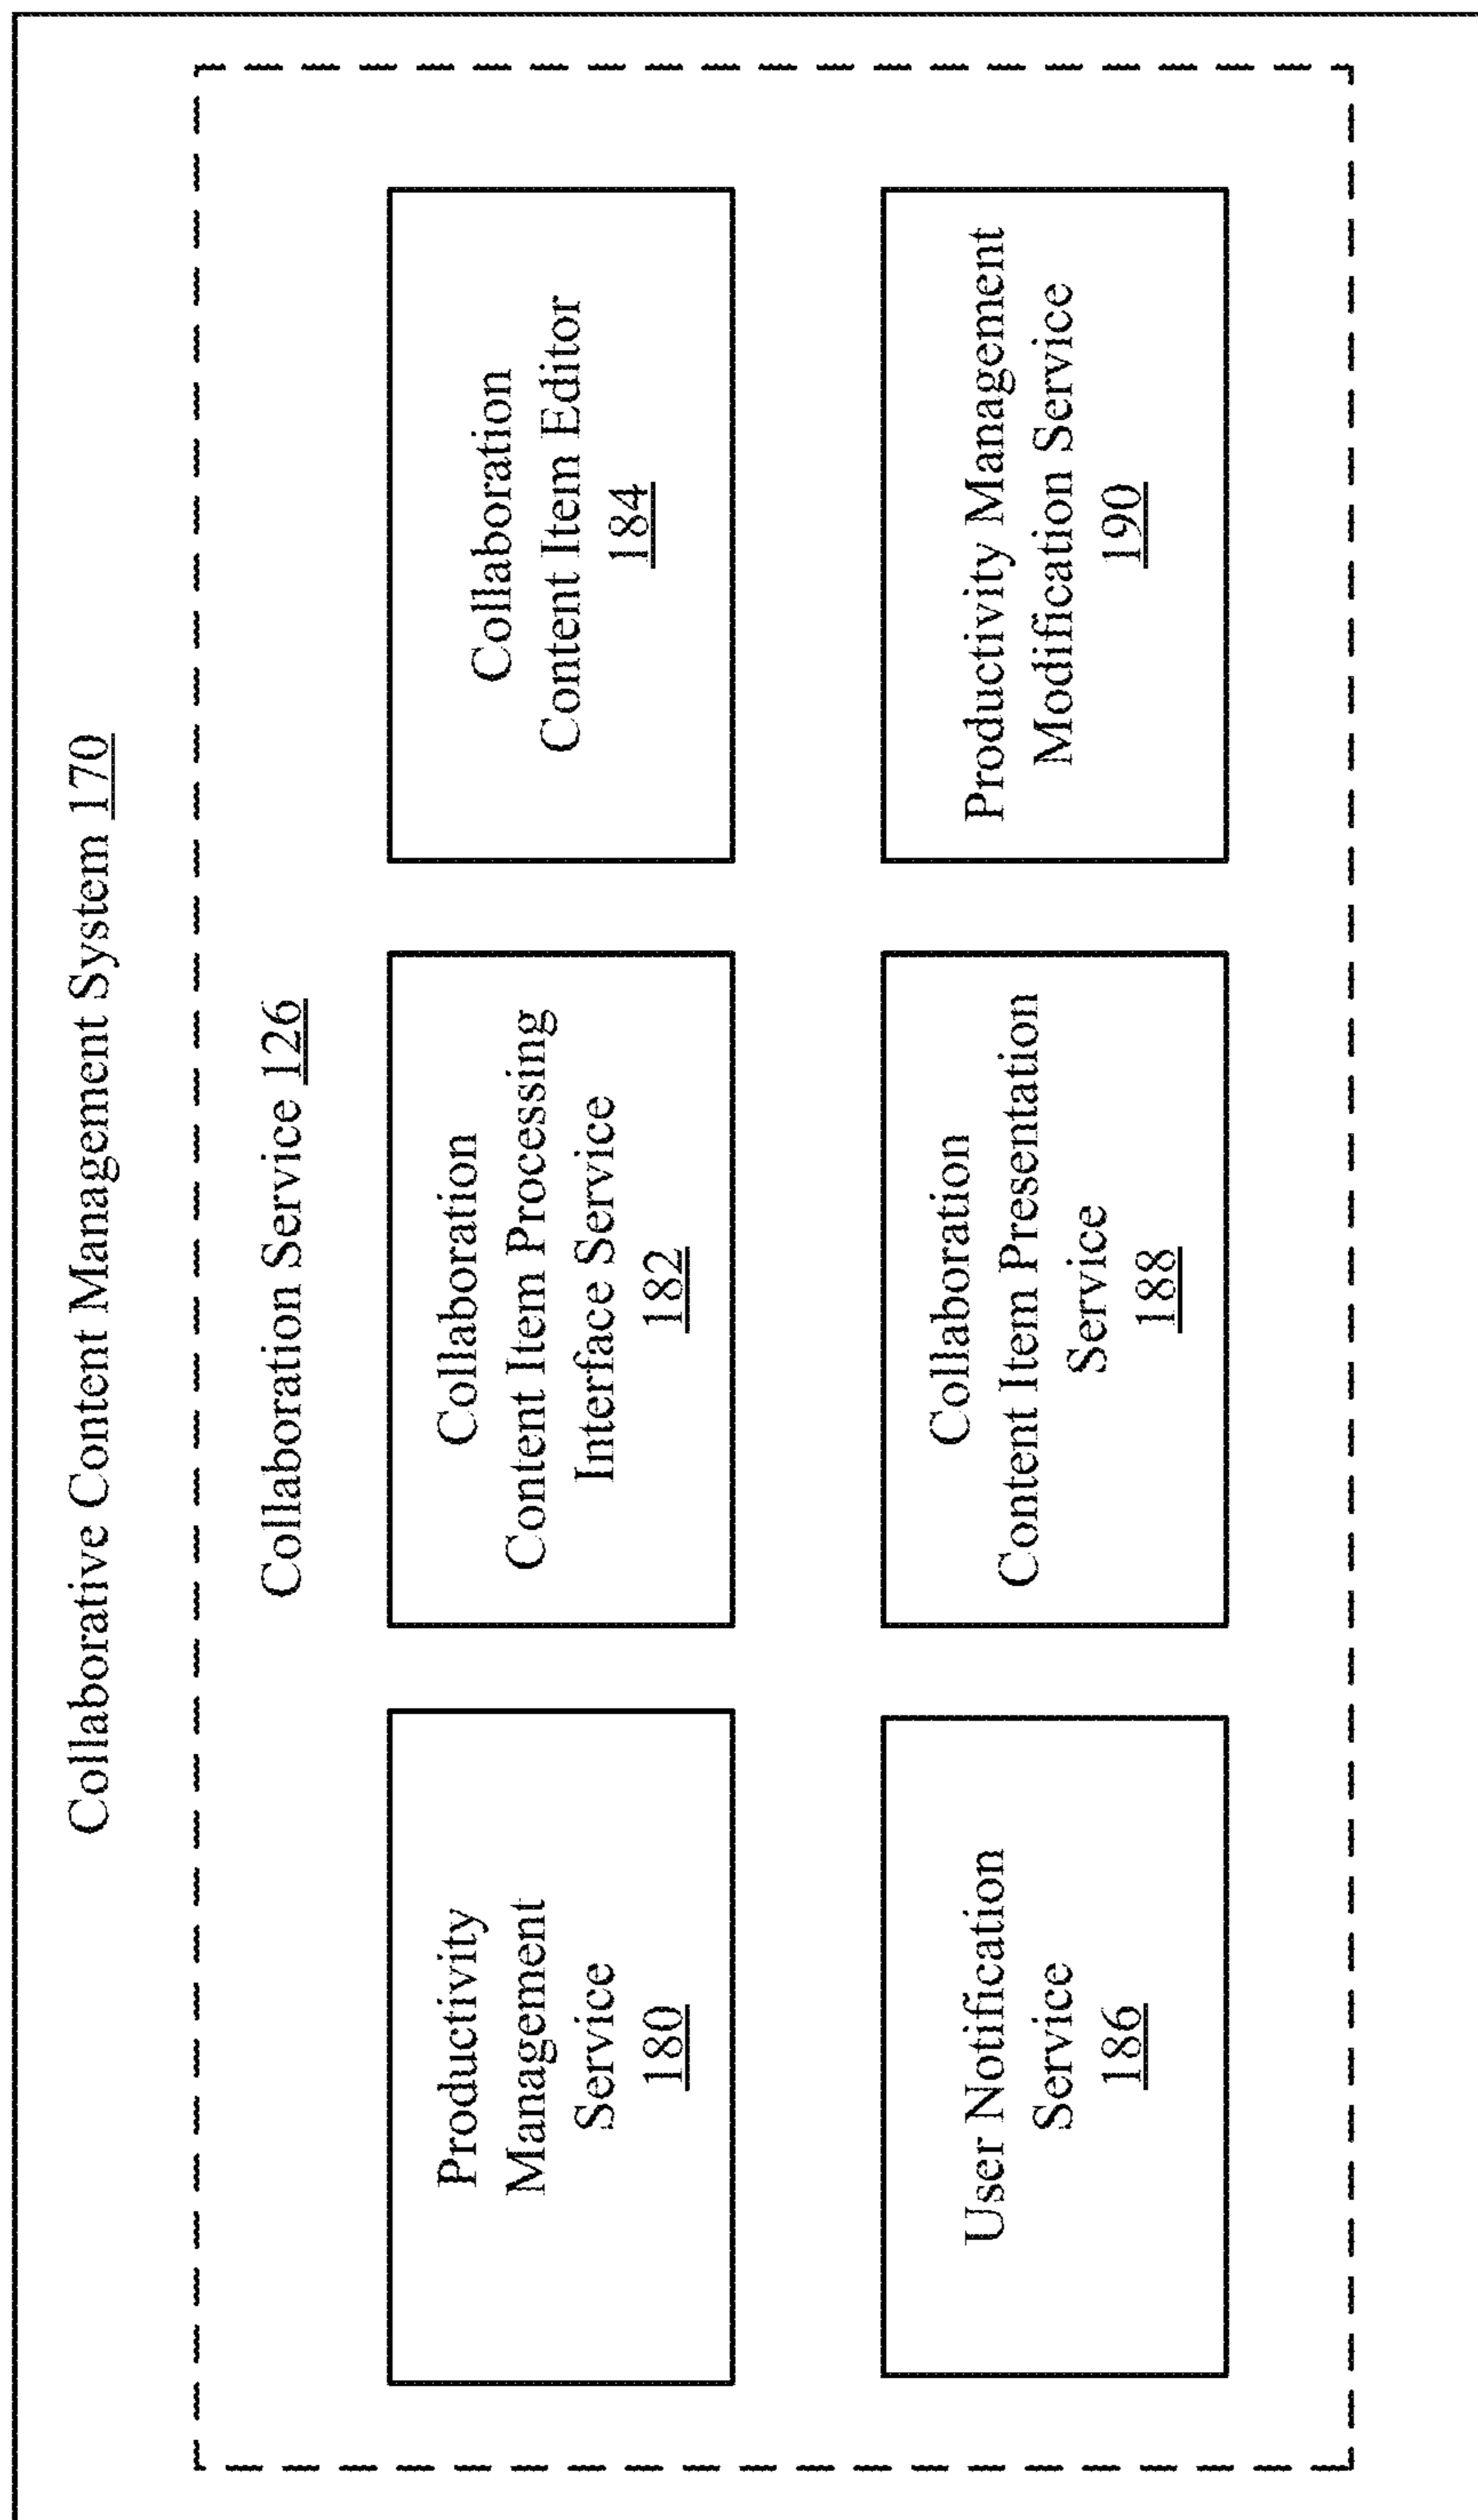 Collaborative Content Management System 170
Collaboration Service 126
Productivity
Management
Service
180
Collaboration
Content Item Processing
Interface Service
182
Collaboration
Content Item Editor
184
User Notification
Service
186
Collaboration
Content Item Presentation
Service
188
Productivity Management
Modification Service
190